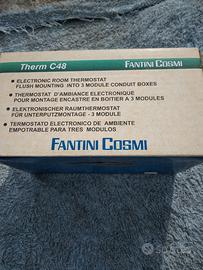 Therm C48
FANTINI COSMI
• ELECTRONIC ROOM THERMOSTAT
FLUSH MOUNTING INTO 3 MODULE CONDUIT BOXES
• THERMOSTAT D'AMBIANCE ELECTRONIQUE
POUR MONTAGE ENCASTRE EN BOITIER A 3 MODULES
• ELEKTRONISCHER RAUMTHERMOSTAT
FÜR UNTERPUTZMONTAGE - 3 MODULE
• TERMOSTATO ELECTRONICO DE AMBIENTE
EMPOTRABLE PARA TRES MODULOS
FANTINI COSMI
subito